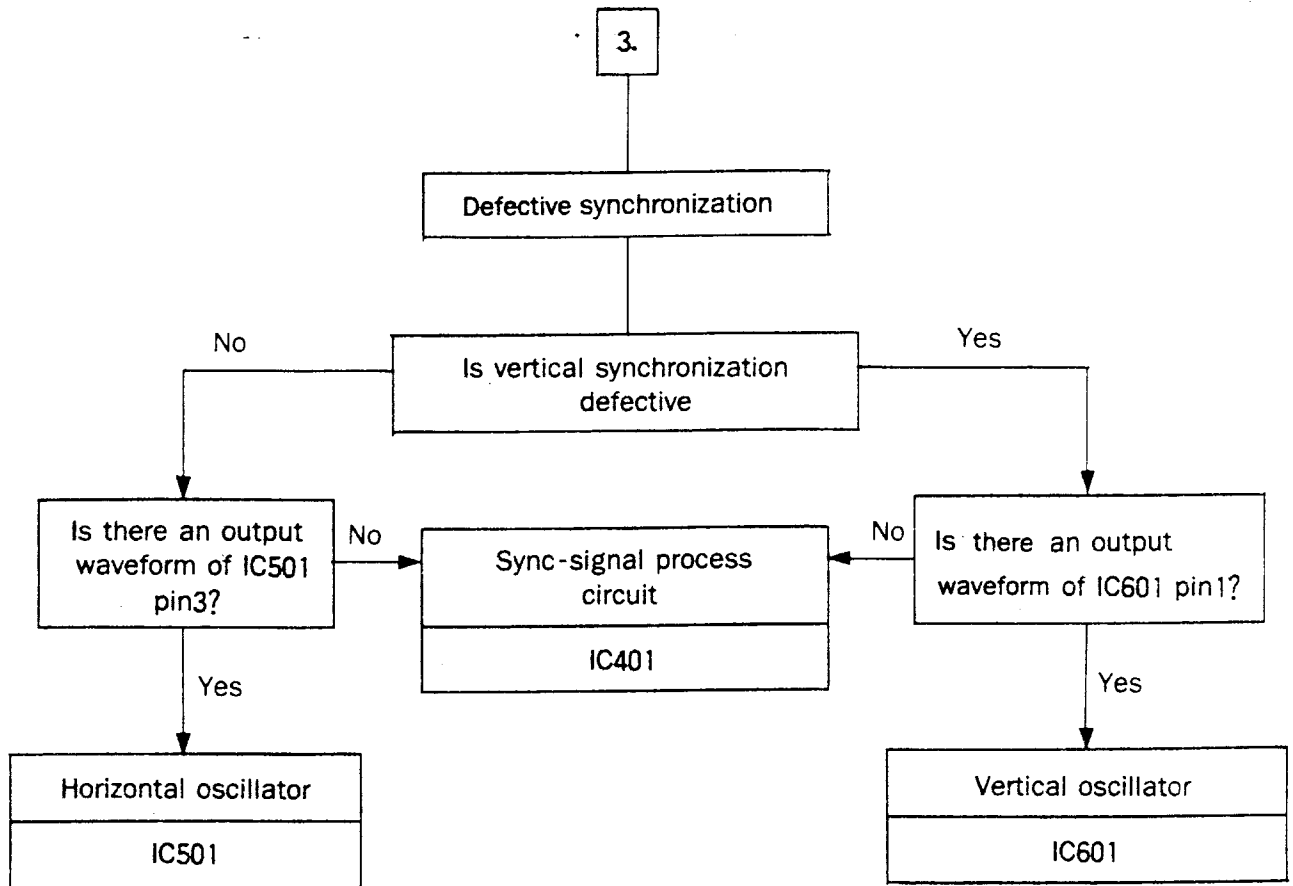 3.
Defective synchronization
No
Yes
Is vertical synchronization
defective
Is there an output
waveform of IC501
pin3?
No
Sync-signal process
circuit
IC401
No
Is there an output
waveform of IC601 pin1?
Yes
Yes
Horizontal oscillator
IC501
Vertical oscillator
IC601